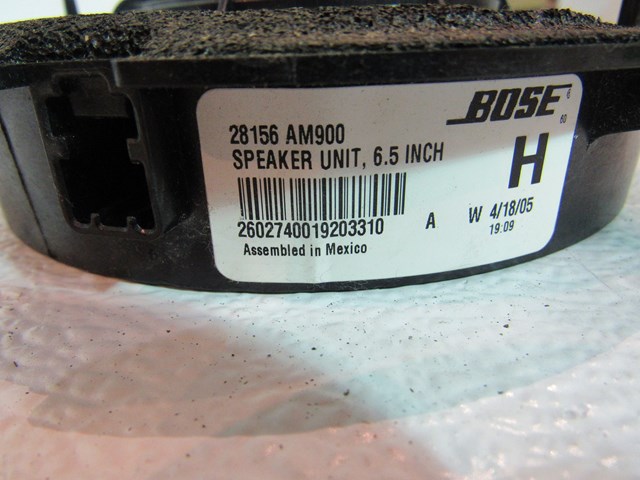 BOSE
28156 AM900
SPEAKER UNIT, 6.5 INCH
H
2602740019203310 A W 4/18/05
19:09
Assembled in Mexico